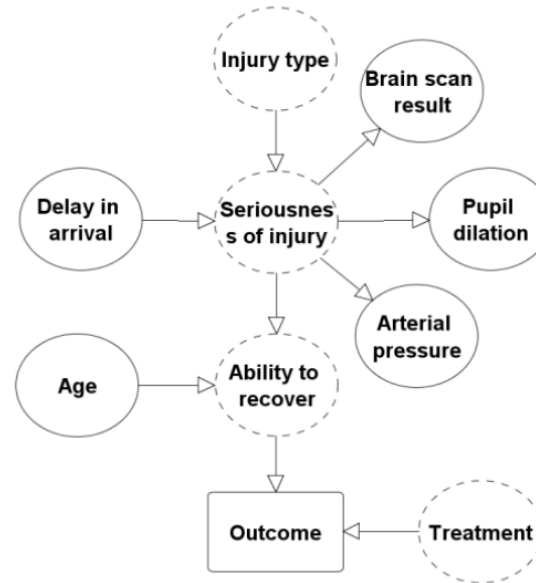 Injury type
Brain scan
result
Delay in
arrival
Seriousnes
s of injury
Pupil
dilation
Arterial
pressure
Age
Ability to
recover
Outcome
Treatment